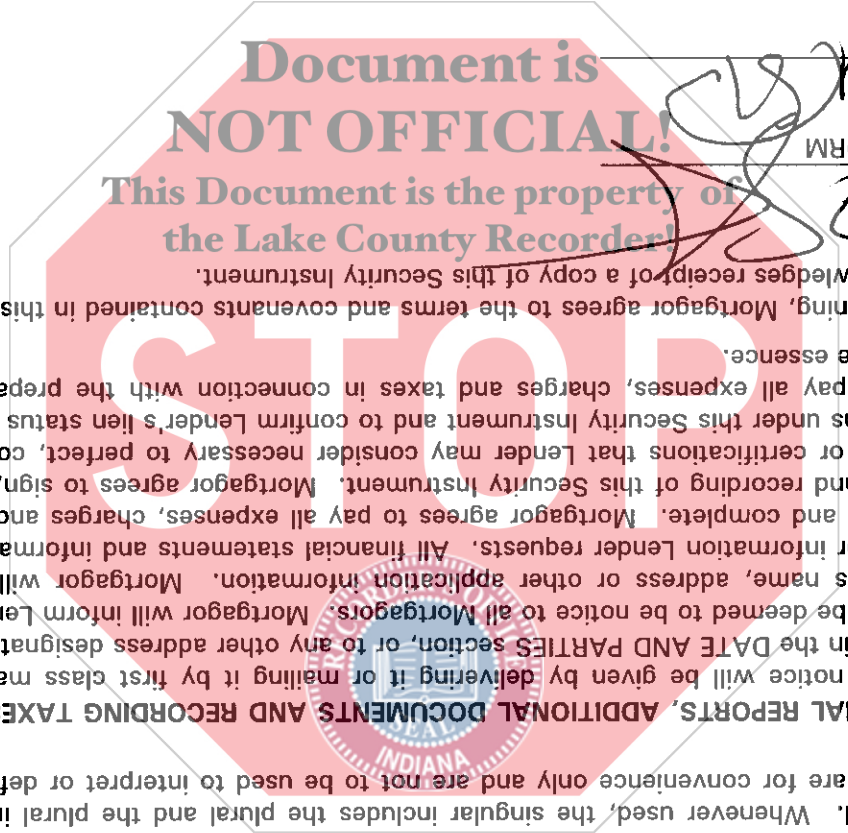 Document is
NOT OFFICIAL!
This Document is the property of
the Lake County Recorder!
STOP
RECORDER'S OFFICE
SEAL
INDIANA
Whenever used, the singular includes the plural and the plural i
are for convenience only and are not to be used to interpret or def
IAL REPORTS, ADDITIONAL DOCUMENTS AND RECORDING TAXE
notice will be given by delivering it or mailing it by first class ma
in the DATE AND PARTIES section, or to any other address designat
be deemed to be notice to all Mortgagors. Mortgagor will inform Len
s name, address or other application information. Mortgagor will
r information Lender requests. All financial statements and informa
and complete. Mortgagor agrees to pay all expenses, charges and
nd recording of this Security Instrument. Mortgagor agrees to sign,
or certifications that Lender may consider necessary to perfect, co
ns under this Security Instrument and to confirm Lender's lien status
pay all expenses, charges and taxes in connection with the prepa
e essence.
ning, Mortgagor agrees to the terms and covenants contained in this
wledges receipt of a copy of this Security Instrument.
ORM